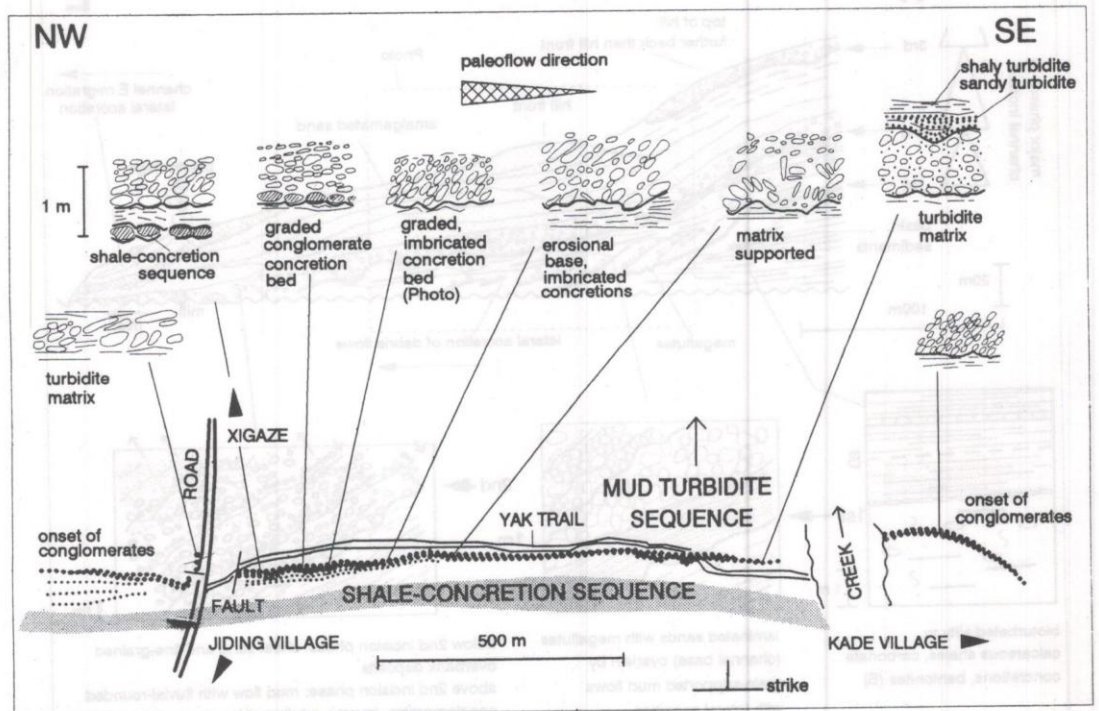 NW
SE
paleoflow direction
shaly turbidite
sandy turbidite
1 m
shale-concretion
sequence
graded
conglomerate
concretion
bed
graded,
imbricated
concretion
bed
(Photo)
erosional
base,
imbricated
concretions
matrix
supported
turbidite
matrix
turbidite
matrix
XIGAZE
ROAD
MUD TURBIDITE
SEQUENCE
YAK TRAIL
onset of
conglomerates
onset of
conglomerates
CREEK
FAULT
SHALE-CONCRETION SEQUENCE
JIDING VILLAGE
500 m
KADE VILLAGE
strike